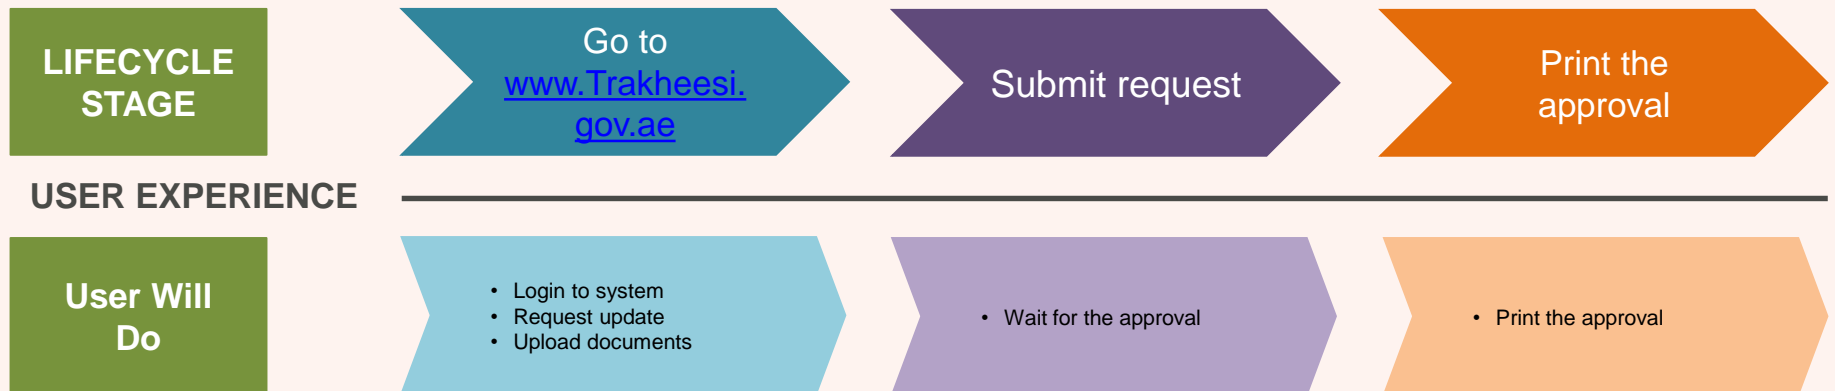 LIFECYCLE
STAGE
Go to
www.Trakheesi.
gov.ae
Submit request
Print the
approval
USER EXPERIENCE
User Will
Do
• Login to system
• Request update
• Upload documents
• Wait for the approval
• Print the approval